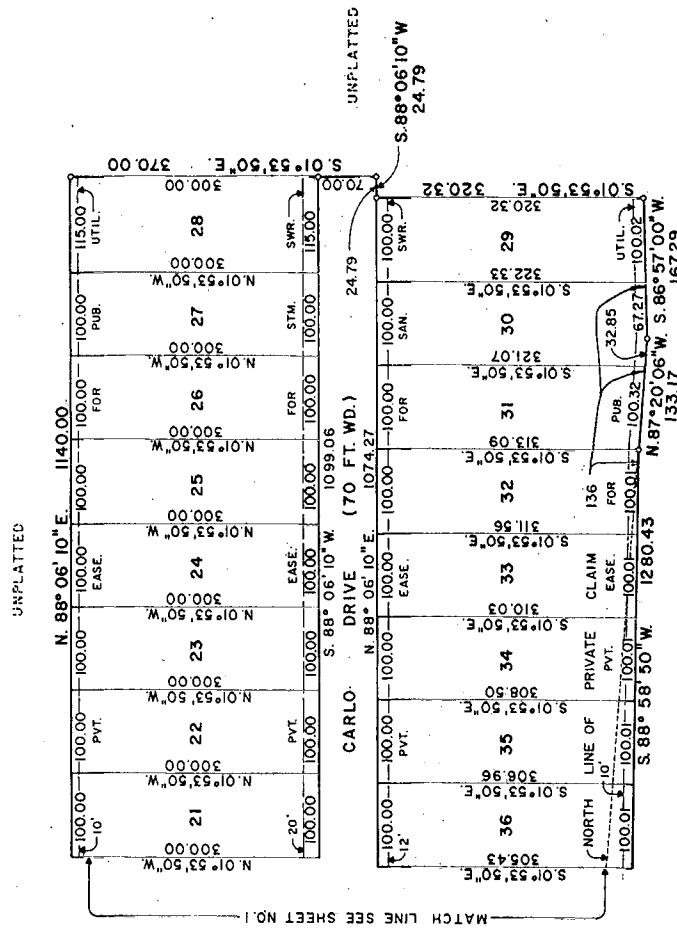 UNPLATTED
N. 88° 06' 10" E. 1140.00
100.00 100.00 100.00 100.00 100.00 100.00 100.00 115.00
10' PVT. EASE. FOR PUB. UTIL.
21 22 23 24 25 26 27 28
300.00 300.00 300.00 300.00 300.00 300.00 300.00 300.00 300.00
N. 01° 53' 50" W. N. 01° 53' 50" W. N. 01° 53' 50" W. N. 01° 53' 50" W. N. 01° 53' 50" W. N. 01° 53' 50" W. N. 01° 53' 50" W. N. 01° 53' 50" W.
S. 01° 53' 50" E. 370.00
20' PVT. EASE. FOR STM. SWR.
100.00 100.00 100.00 100.00 100.00 100.00 100.00 115.00
S. 88° 06' 10" W. 1099.06
70.00
UNPLATTED
S. 88° 06' 10" W
24.79
24.79
CARLO DRIVE (70 FT. WD.)
N. 88° 06' 10" E. 1074.27
100.00 100.00 100.00 100.00 100.00 100.00 100.00 100.00
12' PVT. EASE. FOR SAN. SWR.
36 35 34 33 32 31 30 29
305.43 306.96 308.50 310.03 311.56 313.09 321.07 322.33 320.32
S. 01° 53' 50" E. S. 01° 53' 50" E. S. 01° 53' 50" E. S. 01° 53' 50" E. S. 01° 53' 50" E. S. 01° 53' 50" E. S. 01° 53' 50" E. S. 01° 53' 50" E.
S. 01° 53' 50" E. 320.32
NORTH LINE OF PRIVATE CLAIM 136
10' PVT. EASE. FOR PUB. UTIL.
100.01 100.01 100.01 100.01 100.01 100.32 32.85 67.27 100.02
S. 88° 58' 50" W. 1280.43
N. 87° 20' 06" W.
133.17
S. 86° 57' 00" W.
167.29
MATCH LINE SEE SHEET NO. 1